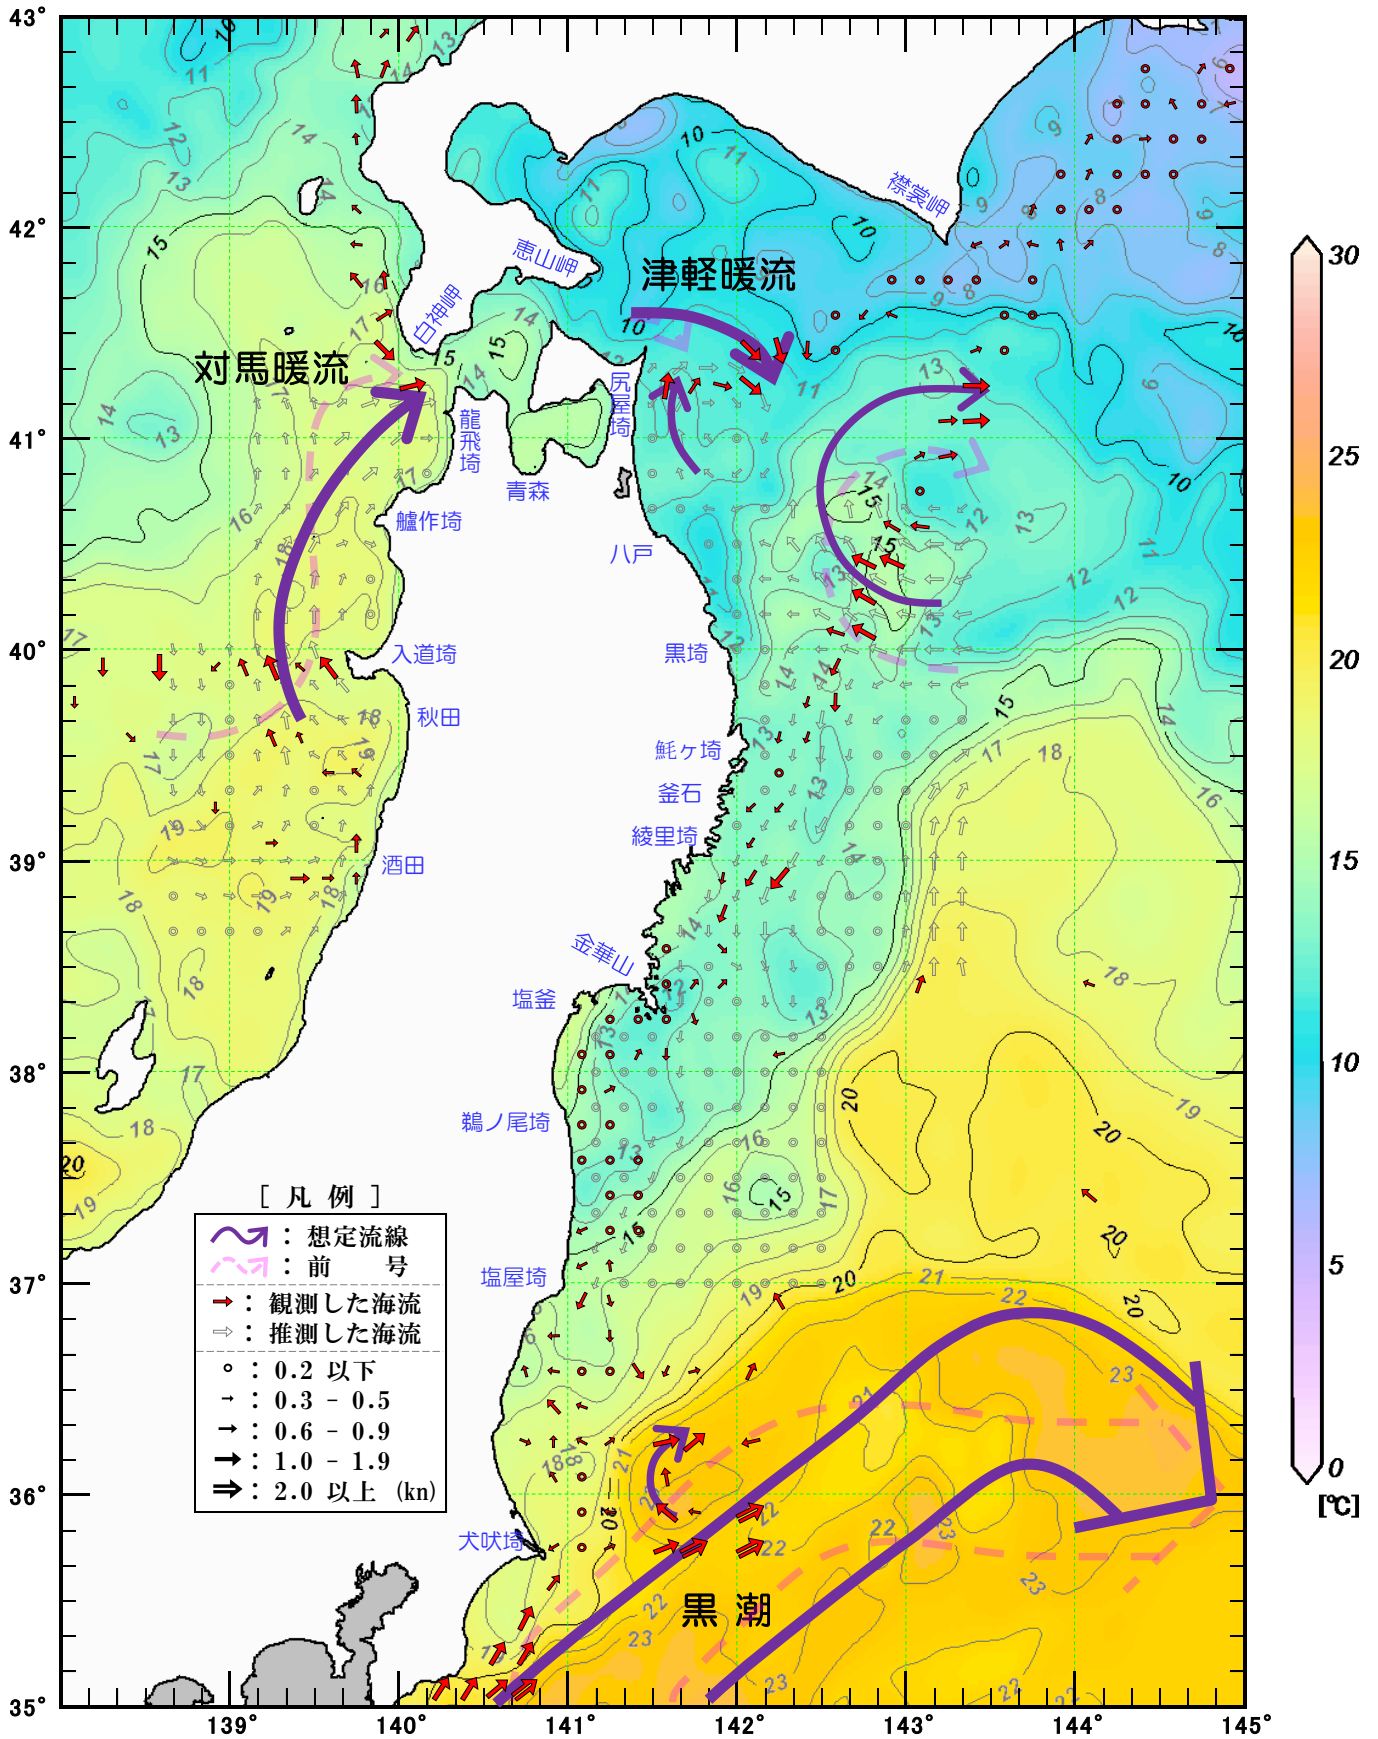 43°
42°
41°
40°
39°
38°
37°
36°
35°
139°
140°
141°
142°
143°
144°
145°
対馬暖流
津軽暖流
黒潮
襟裳岬
恵山岬
白神岬
龍飛埼
尻屋埼
青森
艫作埼
八戸
入道埼
黒埼
秋田
魹ヶ埼
釜石
綾里埼
酒田
金華山
塩釜
鵜ノ尾埼
塩屋埼
犬吠埼
[ 凡 例 ]
: 想定流線
: 前 号
: 観測した海流
: 推測した海流
: 0.2 以下
: 0.3 - 0.5
: 0.6 - 0.9
: 1.0 - 1.9
: 2.0 以上 (kn)
30
25
20
15
10
5
0
[℃]